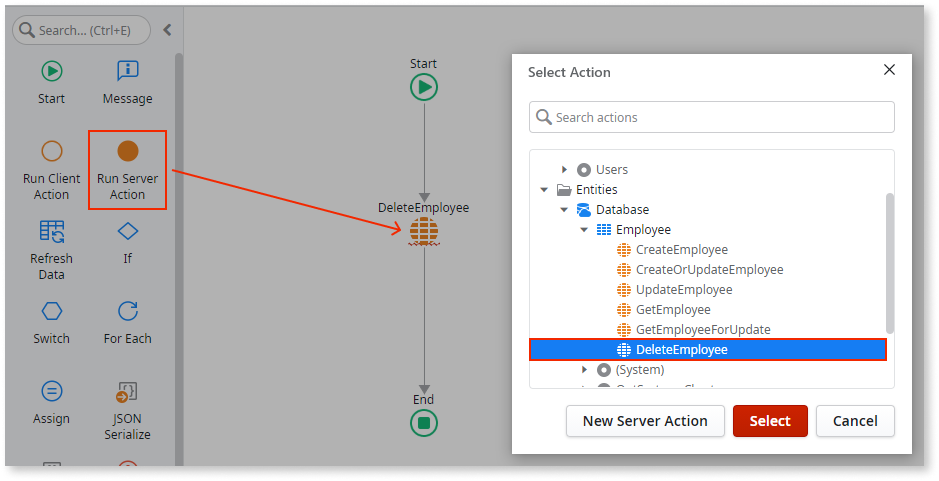 Search... (Ctrl+E)
Start
Message
Run Client
Action
Run Server
Action
Refresh
Data
If
Switch
For Each
Assign
JSON
Serialize
Start
DeleteEmployee
End
Select Action
Search actions
Users
Entities
Database
Employee
CreateEmployee
CreateOrUpdateEmployee
UpdateEmployee
GetEmployee
GetEmployeeForUpdate
DeleteEmployee
(System)
New Server Action
Select
Cancel